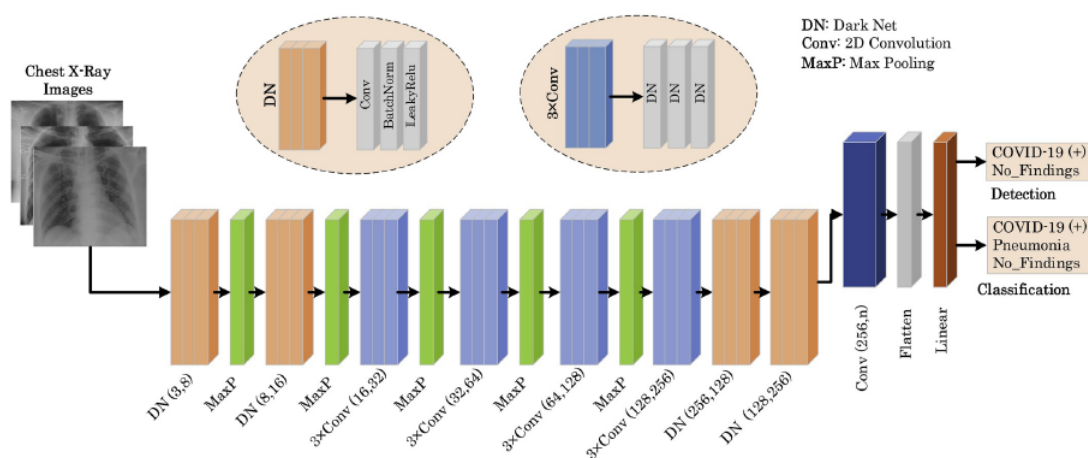 DN: Dark Net
Conv: 2D Convolution
MaxP: Max Pooling
Chest X-Ray
Images
DN
Conv
BatchNorm
LeakyRelu
3×Conv
DN
DN
DN
COVID-19 (+)
No_Findings
Detection
COVID-19 (+)
Pneumonia
No_Findings
Classification
DN (3,8)
MaxP
DN (8,16)
MaxP
3×Conv (16,32)
MaxP
3×Conv (32,64)
MaxP
3×Conv (64,128)
MaxP
3×Conv (128,256)
DN (256,128)
DN (128,256)
Conv (256,n)
Flatten
Linear